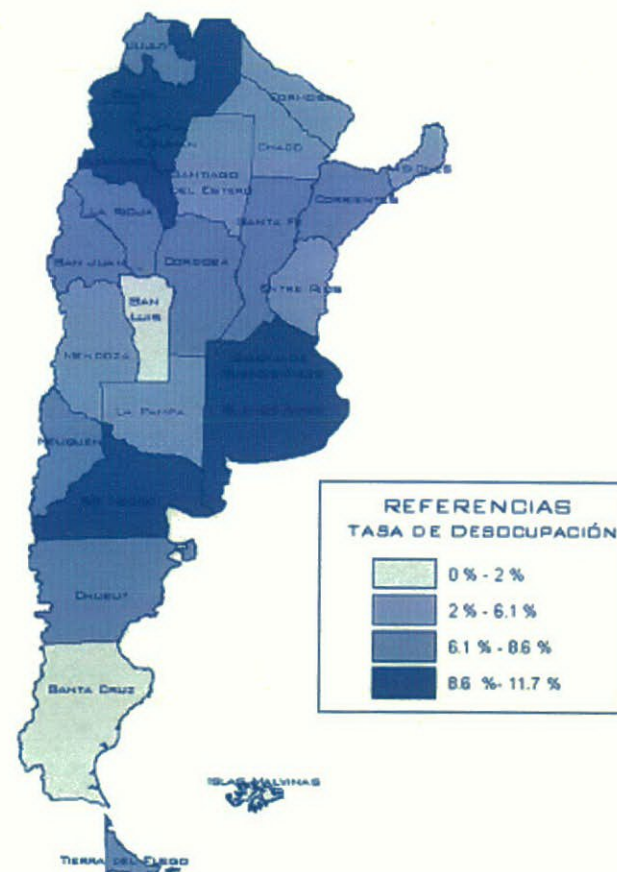 JUJUY
FORMOSA
CHACO
SANTIAGO
DEL ESTERO
MISIONES
CORRIENTES
LA RIOJA
SANTA FE
SAN JUAN
CORDOBA
ENTRE RIOS
SAN
LUIS
MENDOZA
BUENOS AIRES
LA PAMPA
NEUQUEN
RIO NEGRO
CHUBUT
SANTA CRUZ
ISLAS MALVINAS
TIERRA DEL FUEGO
REFERENCIAS
TASA DE DESOCUPACIÓN
0 % - 2 %
2 % - 6.1 %
6.1 % - 8.6 %
8.6 %- 11.7 %